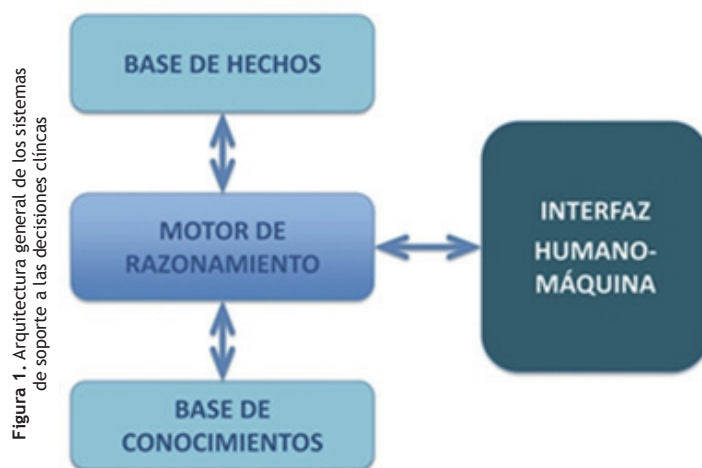 Figura 1. Arquitectura general de los sistemas
de soporte a las decisiones clíncas
BASE DE HECHOS
MOTOR DE
RAZONAMIENTO
BASE DE
CONOCIMIENTOS
INTERFAZ
HUMANO-
MÁQUINA